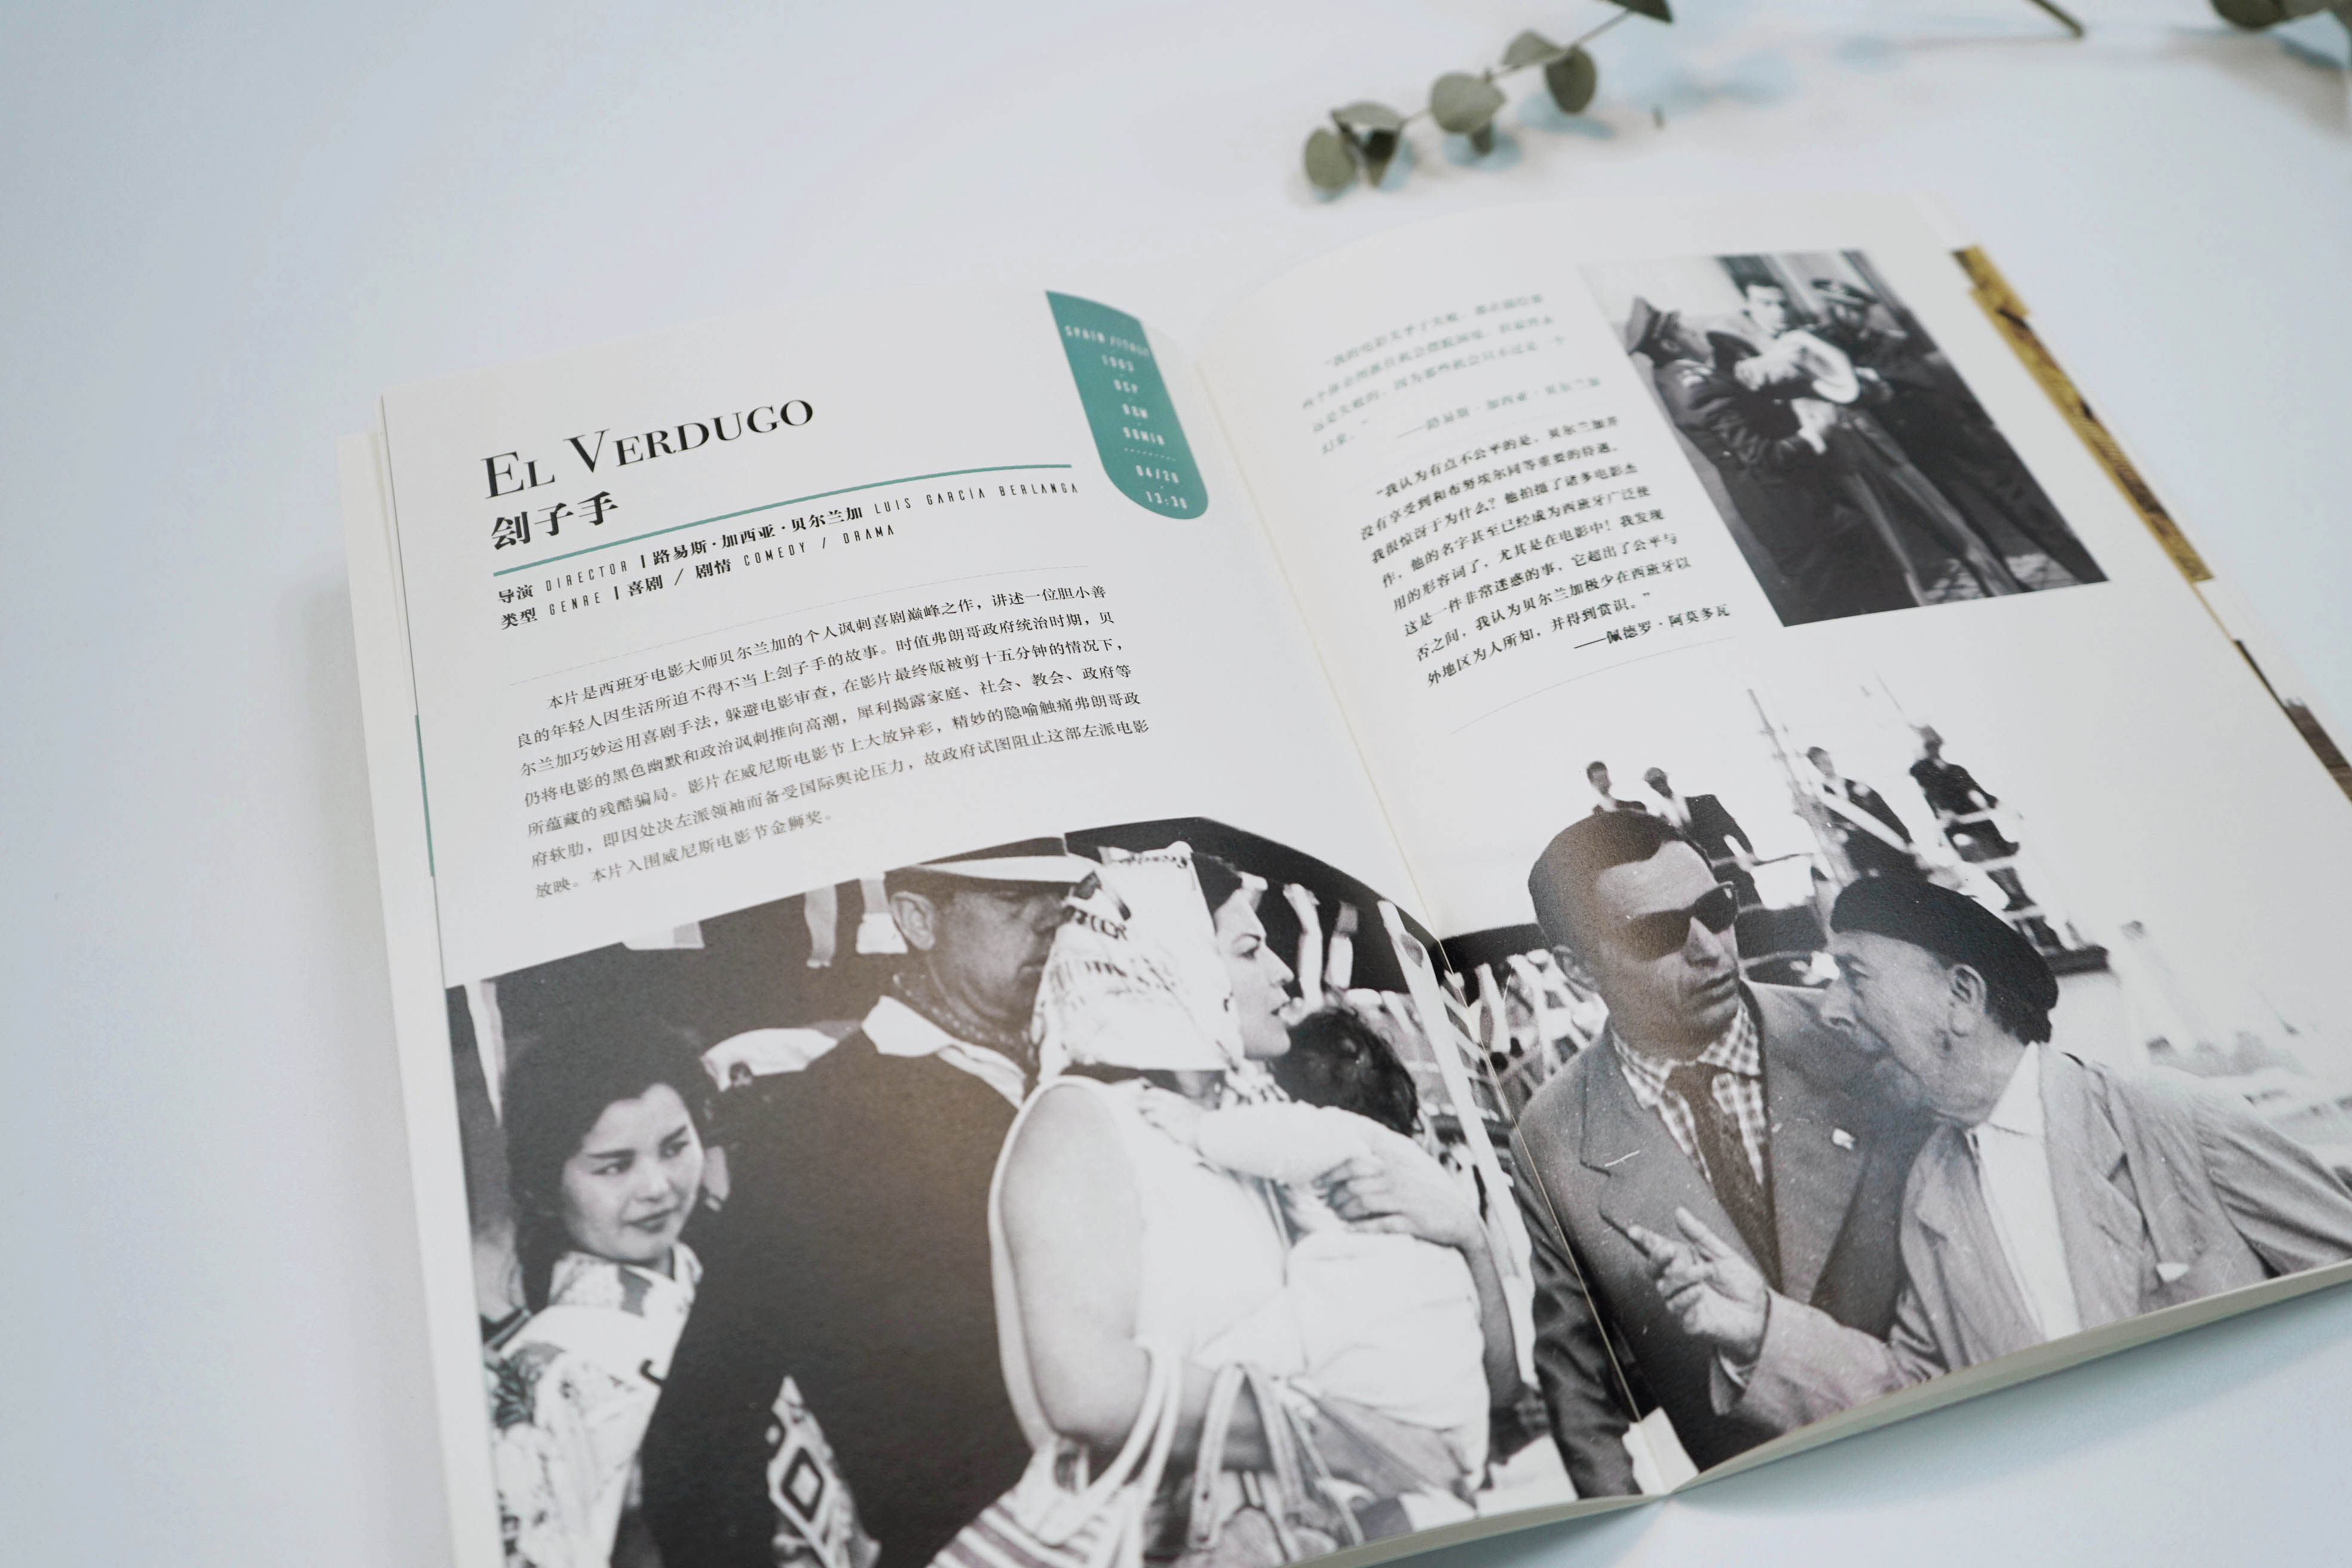 EL VERDUGO
刽子手
导演 DIRECTOR | 路易斯·加西亚·贝尔兰加 LUIS GARCÍA BERLANGA
类型 GENRE | 喜剧 / 剧情 COMEDY / DRAMA
SPAIN
DCP
B&W
04/20
13:30
本片是西班牙电影大师贝尔兰加的个人讽刺喜剧巅峰之作，讲述一位胆小善
良的年轻人因生活所迫不得不当上刽子手的故事。时值弗朗哥政府统治时期，贝
尔兰加巧妙运用喜剧手法，躲避电影审查，在影片最终版被剪十五分钟的情况下，
仍将电影的黑色幽默和政治讽刺推向高潮，犀利揭露家庭、社会、教会、政府等
所蕴藏的残酷骗局。影片在威尼斯电影节上大放异彩，精妙的隐喻触痛弗朗哥政
府软肋，即因处决左派领袖而备受国际舆论压力，故政府试图阻止这部左派电影
放映。本片入围威尼斯电影节金狮奖。
——路易斯·加西亚·贝尔兰加
“我认为有点不公平的是，贝尔兰加并
没有享受到和布努埃尔同等重要的待遇，
我很惊讶于为什么？他拍摄了诸多电影杰
作，他的名字甚至已经成为西班牙广泛使
用的形容词了，尤其是在电影中！我发现
这是一件非常迷惑的事，它超出了公平与
否之间，我认为贝尔兰加极少在西班牙以
外地区为人所知，并得到赏识。”
——佩德罗·阿莫多瓦